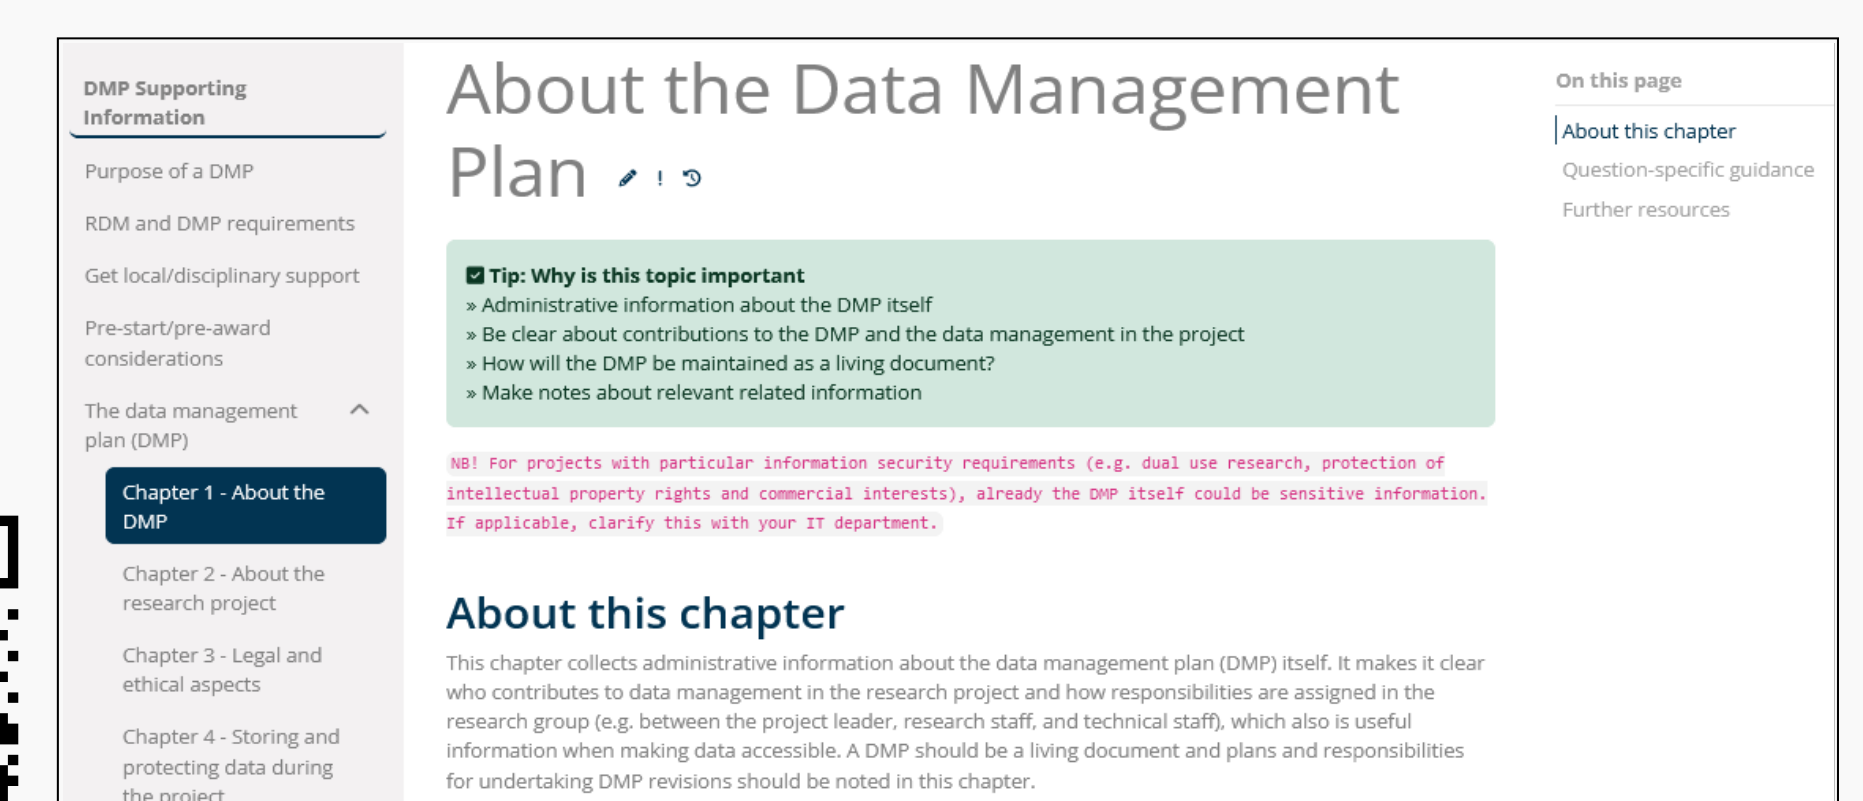 DMP Supporting
Information
Purpose of a DMP
RDM and DMP requirements
Get local/disciplinary support
Pre-start/pre-award
considerations
The data management
plan (DMP)
Chapter 1 - About the
DMP
Chapter 2 - About the
research project
Chapter 3 - Legal and
ethical aspects
Chapter 4 - Storing and
protecting data during
the project
About the Data Management
Plan
Tip: Why is this topic important
» Administrative information about the DMP itself
» Be clear about contributions to the DMP and the data management in the project
» How will the DMP be maintained as a living document?
» Make notes about relevant related information
NB! For projects with particular information security requirements (e.g. dual use research, protection of
intellectual property rights and commercial interests), already the DMP itself could be sensitive information.
If applicable, clarify this with your IT department.
About this chapter
This chapter collects administrative information about the data management plan (DMP) itself. It makes it clear
who contributes to data management in the research project and how responsibilities are assigned in the
research group (e.g. between the project leader, research staff, and technical staff), which also is useful
information when making data accessible. A DMP should be a living document and plans and responsibilities
for undertaking DMP revisions should be noted in this chapter.
On this page
About this chapter
Question-specific guidance
Further resources